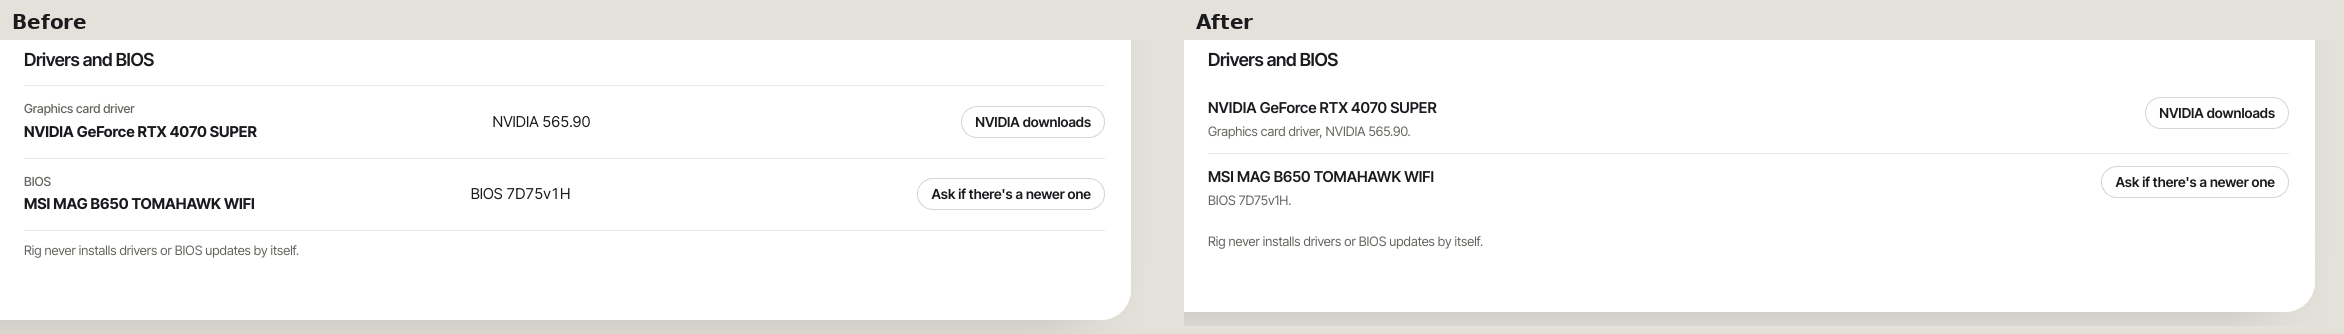 Before
Drivers and BIOS
Graphics card driver
NVIDIA GeForce RTX 4070 SUPER
NVIDIA 565.90
NVIDIA downloads
BIOS
MSI MAG B650 TOMAHAWK WIFI
BIOS 7D75v1H
Ask if there's a newer one
Rig never installs drivers or BIOS updates by itself.
After
Drivers and BIOS
NVIDIA GeForce RTX 4070 SUPER
Graphics card driver, NVIDIA 565.90.
NVIDIA downloads
MSI MAG B650 TOMAHAWK WIFI
BIOS 7D75v1H.
Ask if there's a newer one
Rig never installs drivers or BIOS updates by itself.